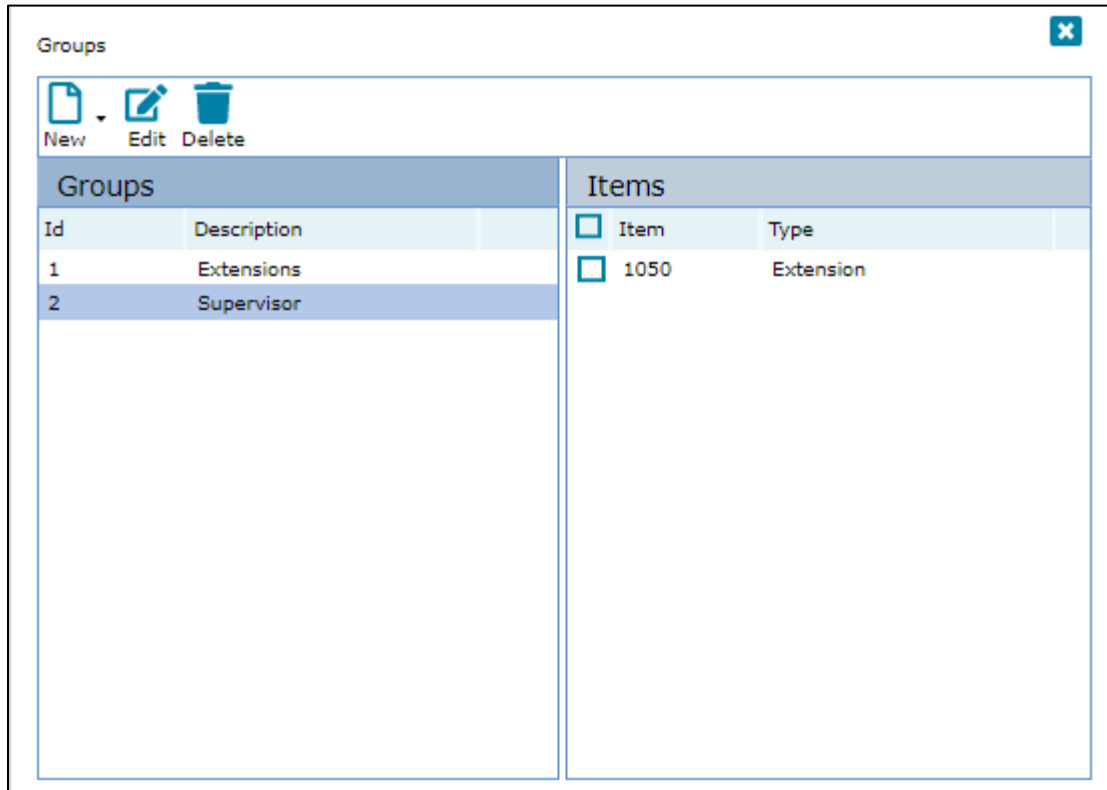 Groups
New Edit Delete
Groups Items
Id Description Item Type
1 Extensions 1050 Extension
2 Supervisor